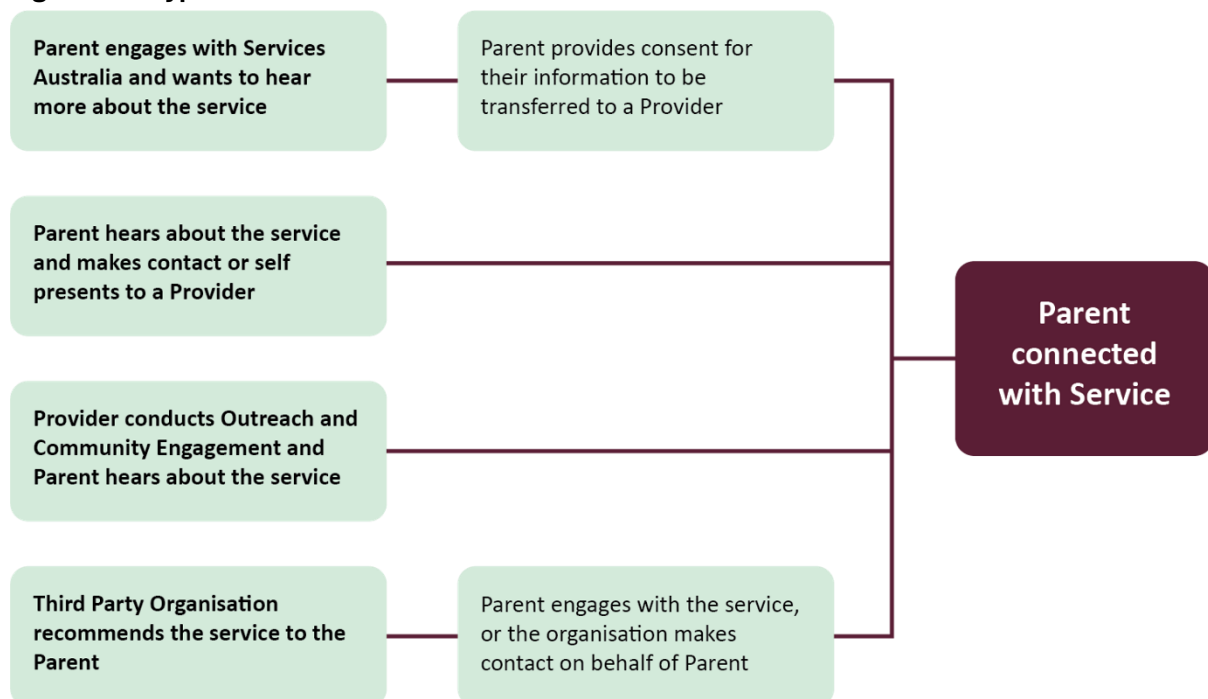 Parent engages with Services
Australia and wants to hear
more about the service
Parent provides consent for
their information to be
transferred to a Provider
Parent hears about the service
and makes contact or self
presents to a Provider
Parent
connected
with Service
Provider conducts Outreach and
Community Engagement and
Parent hears about the service
Third Party Organisation
recommends the service to the
Parent
Parent engages with the service,
or the organisation makes
contact on behalf of Parent